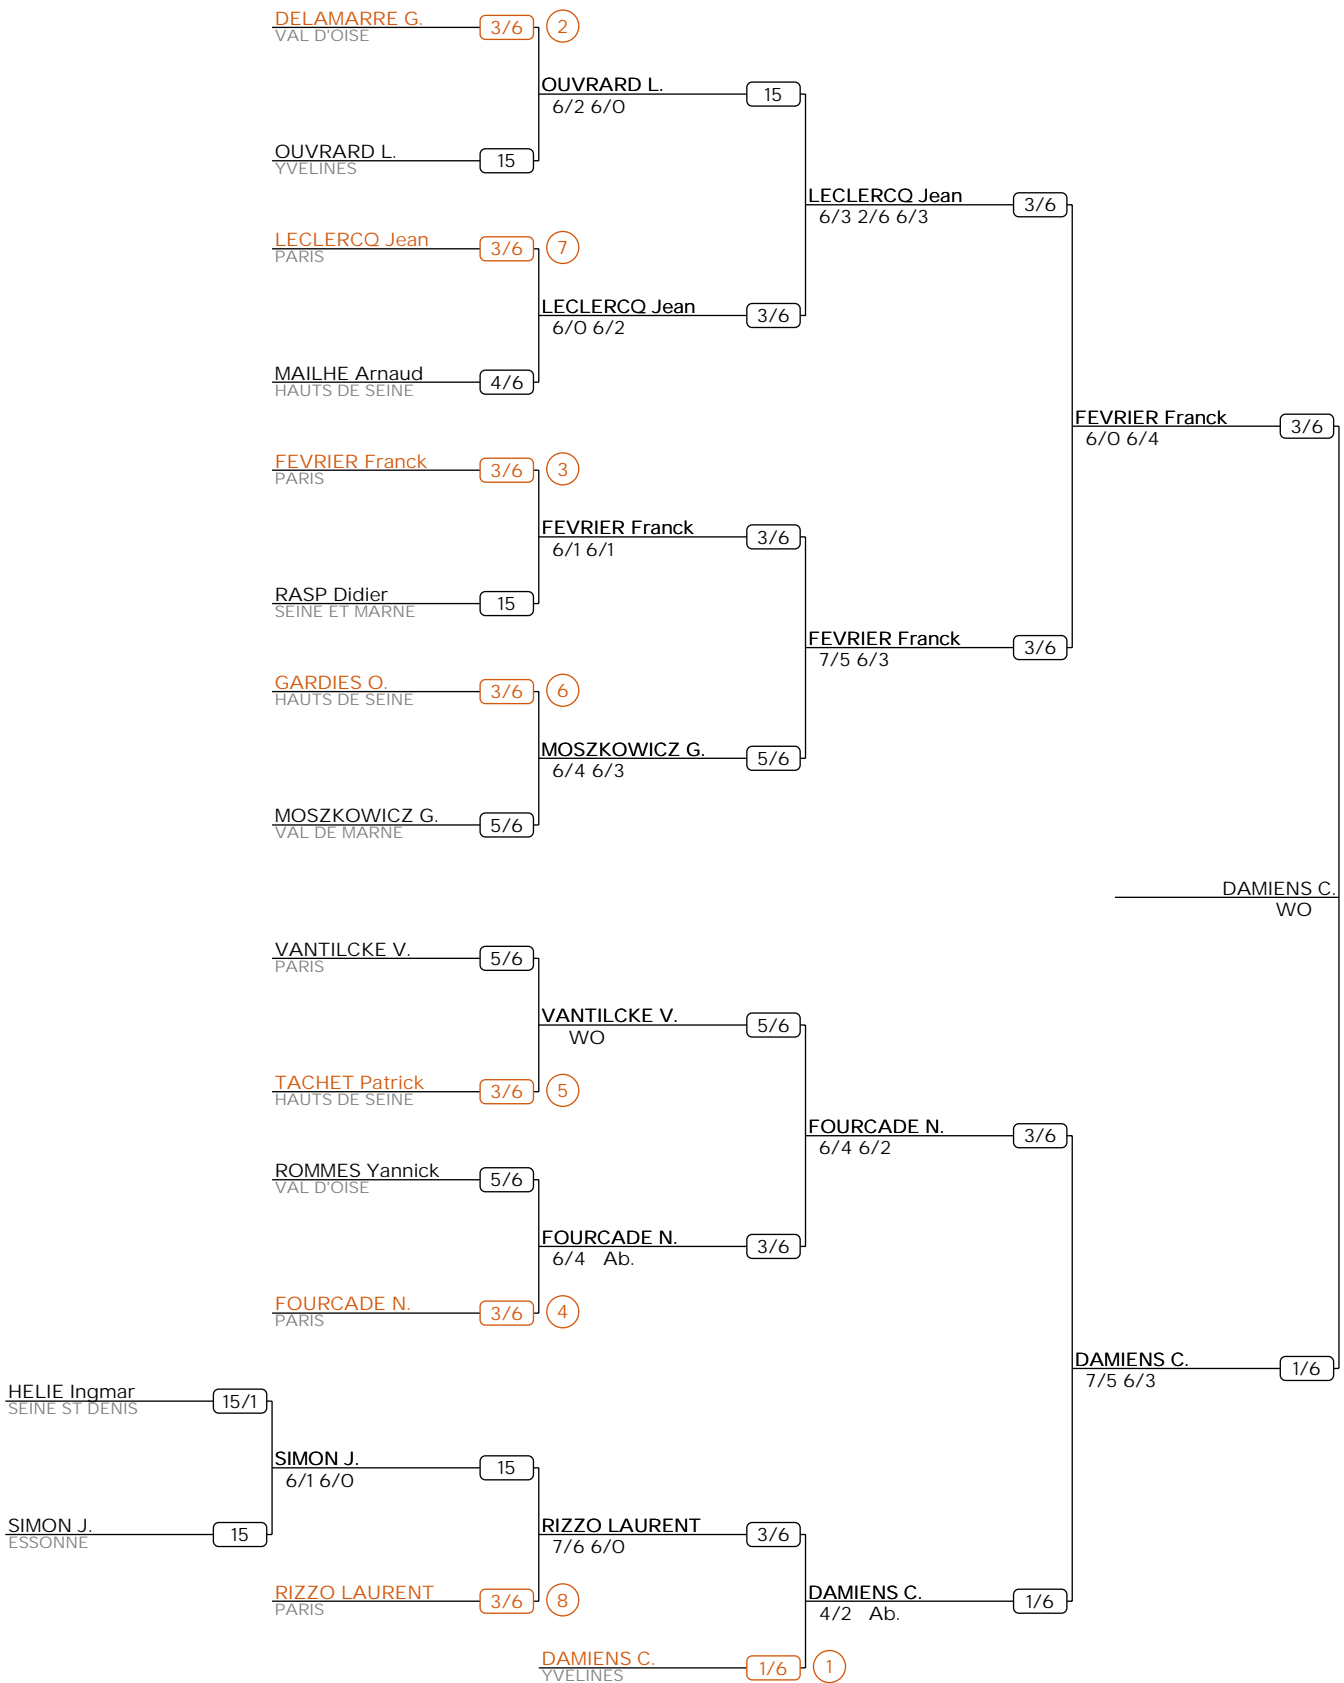 DELAMARRE G. 3/6 2
VAL D'OISE
OUVRARD L. 15
6/2 6/0
OUVRARD L. 15
YVELINES
LECLERCQ Jean 3/6
6/3 2/6 6/3
LECLERCQ Jean 3/6 7
PARIS
LECLERCQ Jean 3/6
6/0 6/2
MAILHE Arnaud 4/6
HAUTS DE SEINE
FEVRIER Franck 3/6
6/0 6/4
FEVRIER Franck 3/6 3
PARIS
FEVRIER Franck 3/6
6/1 6/1
RASP Didier 15
SEINE ET MARNE
FEVRIER Franck 3/6
7/5 6/3
GARDIES O. 3/6 6
HAUTS DE SEINE
MOSZKOWICZ G. 5/6
6/4 6/3
MOSZKOWICZ G. 5/6
VAL DE MARNE
DAMIENS C.
WO
VANTILCKE V. 5/6
PARIS
VANTILCKE V. 5/6
WO
TACHET Patrick 3/6 5
HAUTS DE SEINE
FOURCADE N. 3/6
6/4 6/2
ROMMES Yannick 5/6
VAL D'OISE
FOURCADE N. 3/6
6/4 Ab.
FOURCADE N. 3/6 4
PARIS
DAMIENS C. 1/6
7/5 6/3
HELIE Ingmar 15/1
SEINE ST DENIS
SIMON J. 15
6/1 6/0
SIMON J. 15
ESSONNE
RIZZO LAURENT 3/6
7/6 6/0
RIZZO LAURENT 3/6 8
PARIS
DAMIENS C. 1/6
4/2 Ab.
DAMIENS C. 1/6 1
YVELINES